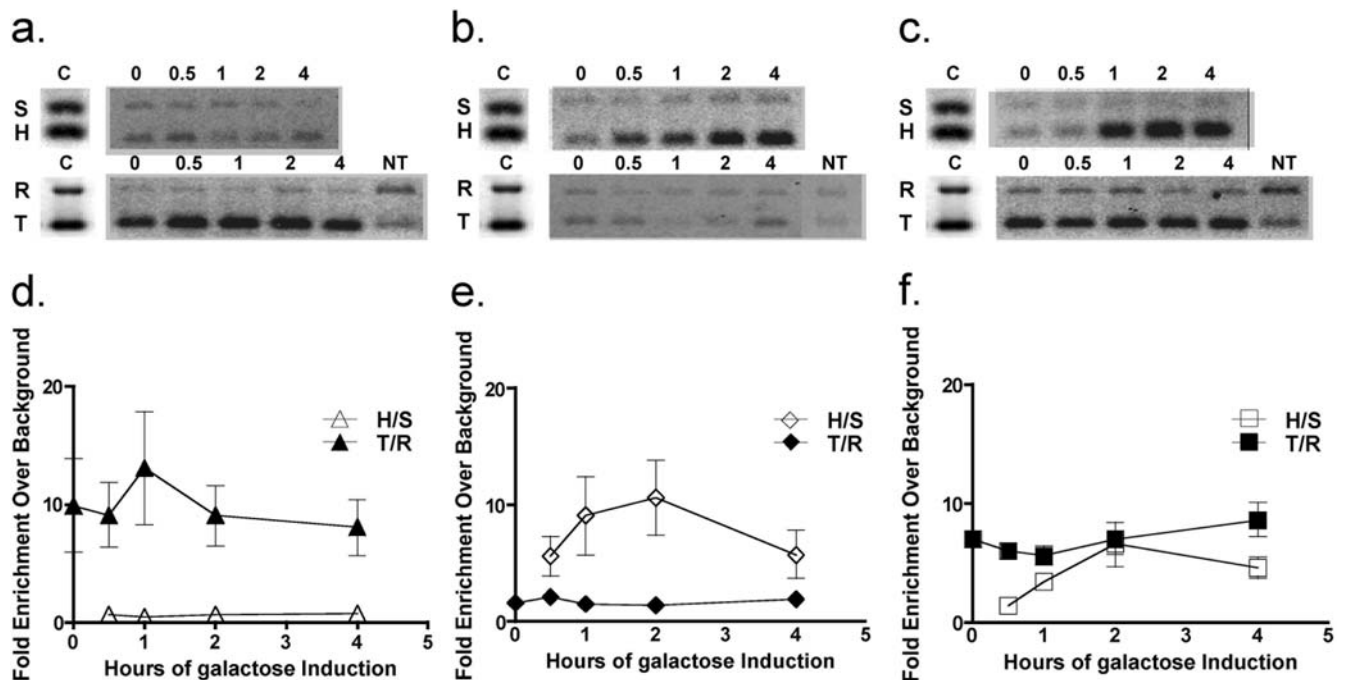 a.
C 0 0.5 1 2 4
S
H
C 0 0.5 1 2 4 NT
R
T
b.
C 0 0.5 1 2 4
S
H
C 0 0.5 1 2 4 NT
R
T
c.
C 0 0.5 1 2 4
S
H
C 0 0.5 1 2 4 NT
R
T
d.
Fold Enrichment Over Background
20
10
0
0 1 2 3 4 5
H/S
T/R
Hours of galactose Induction
e.
Fold Enrichment Over Background
20
10
0
0 1 2 3 4 5
H/S
T/R
Hours of galactose Induction
f.
Fold Enrichment Over Background
20
10
0
0 1 2 3 4 5
H/S
T/R
Hours of galactose Induction